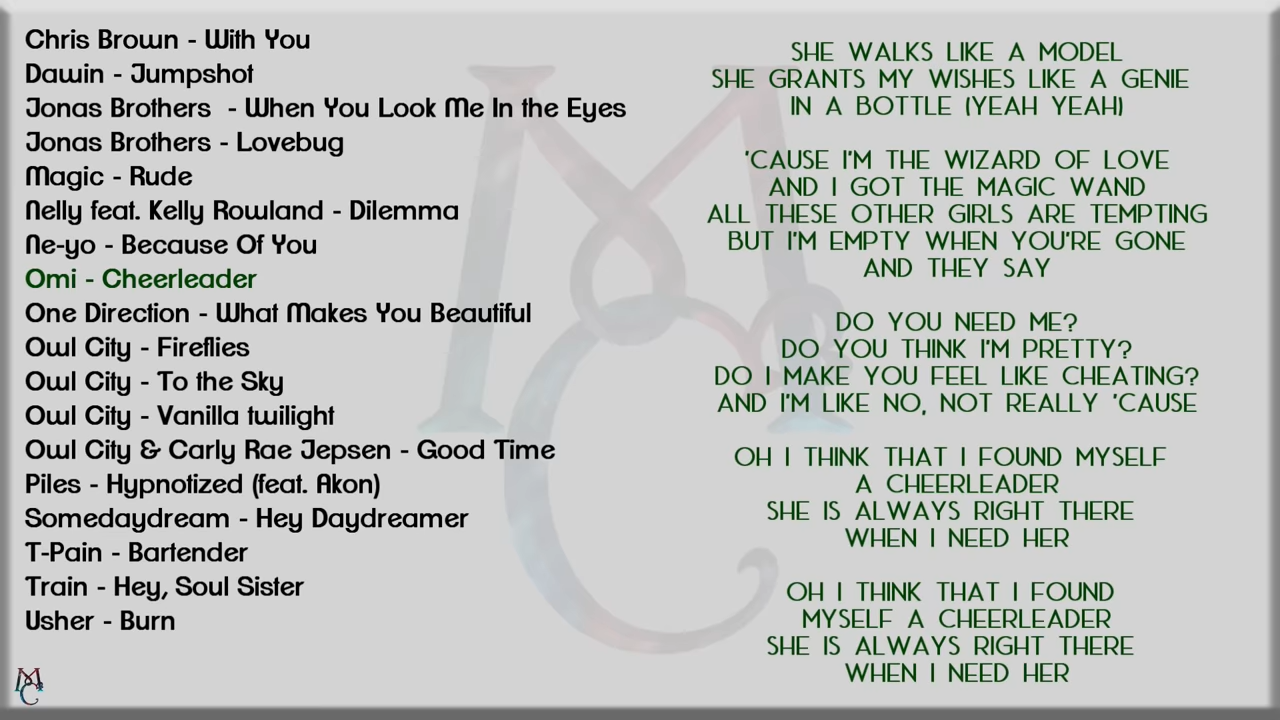 Chris Brown - With You
Dawin - Jumpshot
Jonas Brothers  - When You Look Me In the Eyes
Jonas Brothers - Lovebug
Magic - Rude
Nelly feat. Kelly Rowland - Dilemma
Ne-yo - Because Of You
Omi - Cheerleader
One Direction - What Makes You Beautiful
Owl City - Fireflies
Owl City - To the Sky
Owl City - Vanilla twilight
Owl City & Carly Rae Jepsen - Good Time
Piles - Hypnotized (feat. Akon)
Somedaydream - Hey Daydreamer
T-Pain - Bartender
Train - Hey, Soul Sister
Usher - Burn
SHE WALKS LIKE A MODEL
SHE GRANTS MY WISHES LIKE A GENIE
IN A BOTTLE (YEAH YEAH)
'CAUSE I'M THE WIZARD OF LOVE
AND I GOT THE MAGIC WAND
ALL THESE OTHER GIRLS ARE TEMPTING
BUT I'M EMPTY WHEN YOU'RE GONE
AND THEY SAY
DO YOU NEED ME?
DO YOU THINK I'M PRETTY?
DO I MAKE YOU FEEL LIKE CHEATING?
AND I'M LIKE NO, NOT REALLY 'CAUSE
OH I THINK THAT I FOUND MYSELF
A CHEERLEADER
SHE IS ALWAYS RIGHT THERE
WHEN I NEED HER
OH I THINK THAT I FOUND
MYSELF A CHEERLEADER
SHE IS ALWAYS RIGHT THERE
WHEN I NEED HER
MC